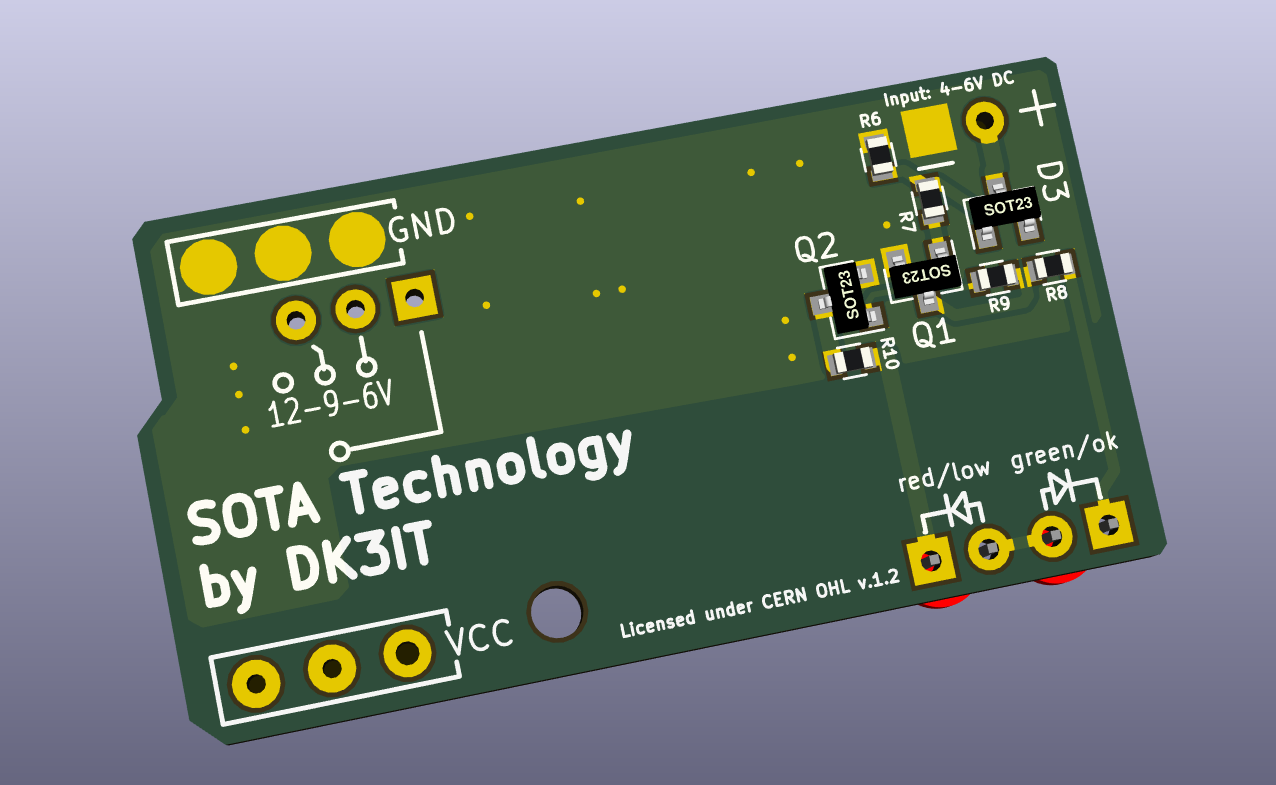 Input: 4-6V DC
+
R6
D3
SOT23
R7
GND
Q2
SOT23
SOT23
R9
R8
Q1
R10
12-9-6V
SOTA Technology
by DK3IT
red/low
green/ok
Licensed under CERN OHL v.1.2
VCC